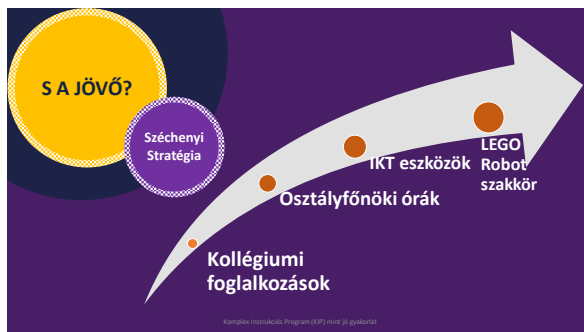 S A JÖVŐ?
Széchenyi
Stratégia
LEGO
Robot
szakkör
IKT eszközök
Osztályfőnöki órák
Kollégiumi
foglalkozások
Komplex Instrukciós Program (KIP) mint jó gyakorlat